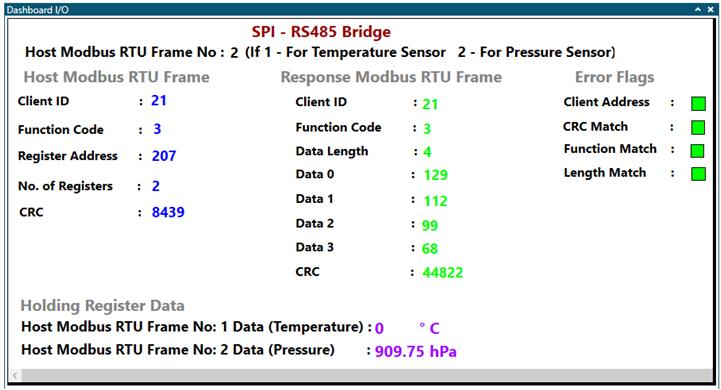 Dashboard I/O
SPI - RS485 Bridge
Host Modbus RTU Frame No : 2 (If 1 - For Temperature Sensor 2 - For Pressure Sensor)
Host Modbus RTU Frame
Client ID : 21
Function Code : 3
Register Address : 207
No. of Registers : 2
CRC : 8439
Response Modbus RTU Frame
Client ID : 21
Function Code : 3
Data Length : 4
Data 0 : 129
Data 1 : 112
Data 2 : 99
Data 3 : 68
CRC : 44822
Error Flags
Client Address :
CRC Match :
Function Match :
Length Match :
Holding Register Data
Host Modbus RTU Frame No: 1 Data (Temperature) : 0 ° C
Host Modbus RTU Frame No: 2 Data (Pressure) : 909.75 hPa